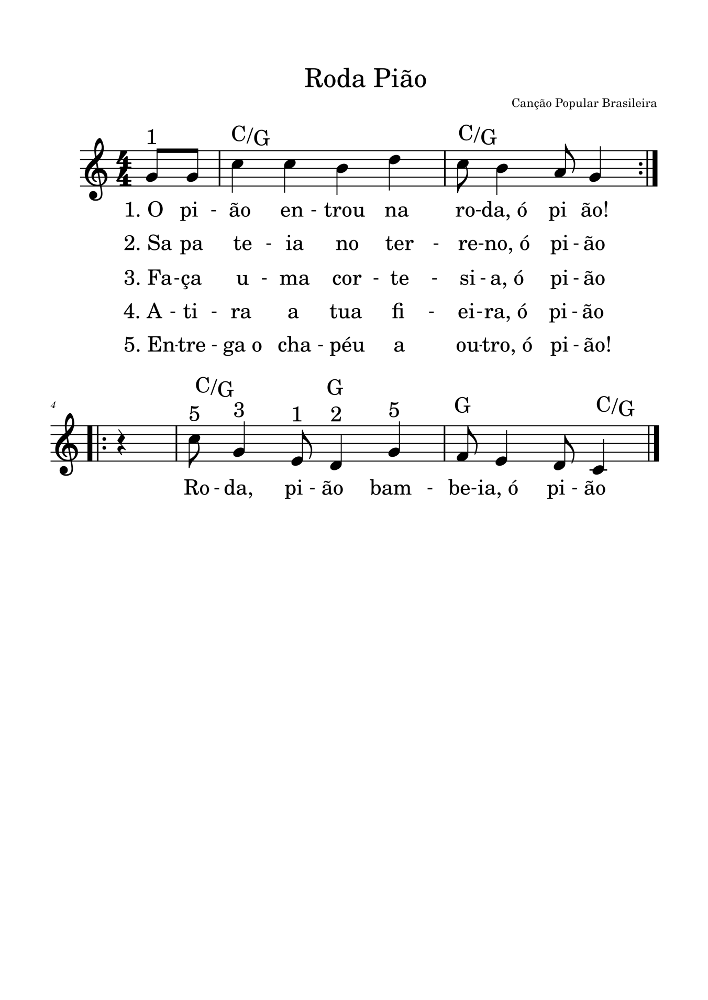 Roda Pião
Canção Popular Brasileira
1 C/G C/G
4
4
1. O pi - ão en - trou na ro-da, ó pi ão!
2. Sa pa te - ia no ter - re-no, ó pi - ão
3. Fa-ça u - ma cor - te - si - a, ó pi - ão
4. A - ti - ra a tua fi - ei-ra, ó pi - ão
5. En-tre - ga o cha - péu a ou-tro, ó pi - ão!
C/G G G C/G
4 5 3 1 2 5
Ro - da, pi - ão bam - be-ia, ó pi - ão